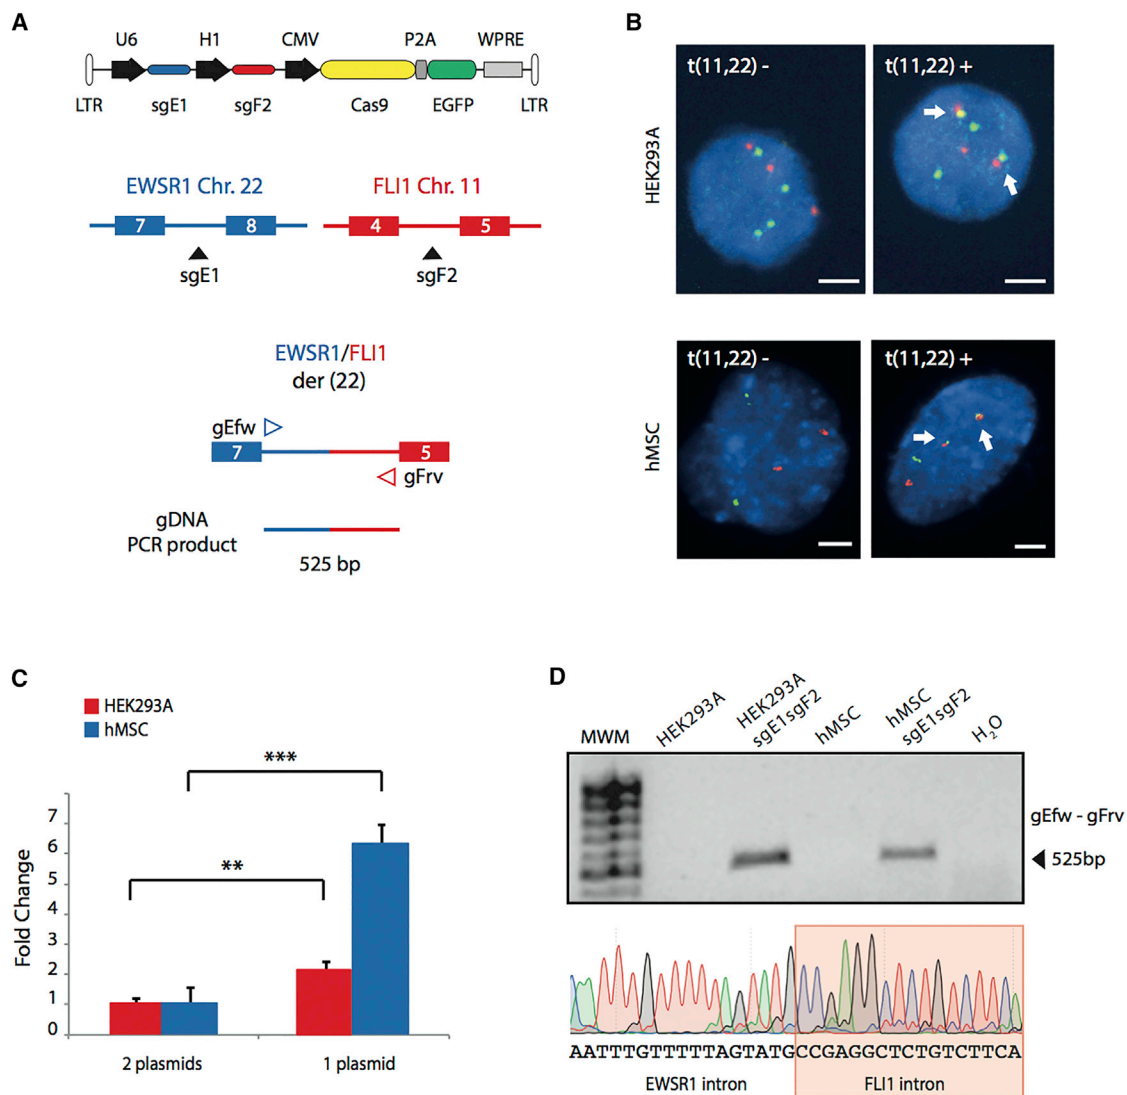 A
U6 H1 CMV P2A WPRE
LTR sgE1 sgF2 Cas9 EGFP LTR
EWSR1 Chr. 22 FLI1 Chr. 11
7 8 4 5
sgE1 sgF2
EWSR1/FLI1
der (22)
gEfw
7 5
gFrv
gDNA
PCR product
525 bp
B
t(11,22) - t(11,22) +
HEK293A
t(11,22) - t(11,22) +
hMSC
C
HEK293A
hMSC
***
**
Fold Change
7
6
5
4
3
2
1
0
2 plasmids 1 plasmid
D
MWM
HEK293A
HEK293A
sgE1sgF2
hMSC
hMSC
sgE1sgF2
H₂O
gEfw - gFrv
525bp
AATTTGTTTTTAGTATGCCGAGGCTCTGTCTTCA
EWSR1 intron FLI1 intron